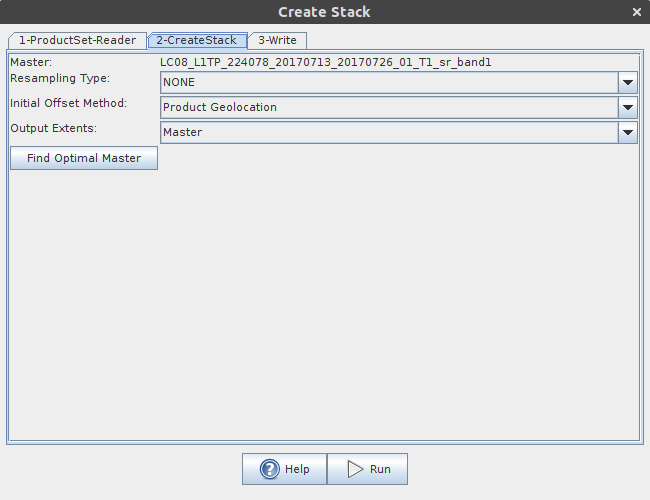 Create Stack
1-ProductSet-Reader 2-CreateStack 3-Write
Master: LC08_L1TP_224078_20170713_20170726_01_T1_sr_band1
Resampling Type: NONE
Initial Offset Method: Product Geolocation
Output Extents: Master
Find Optimal Master
Help Run